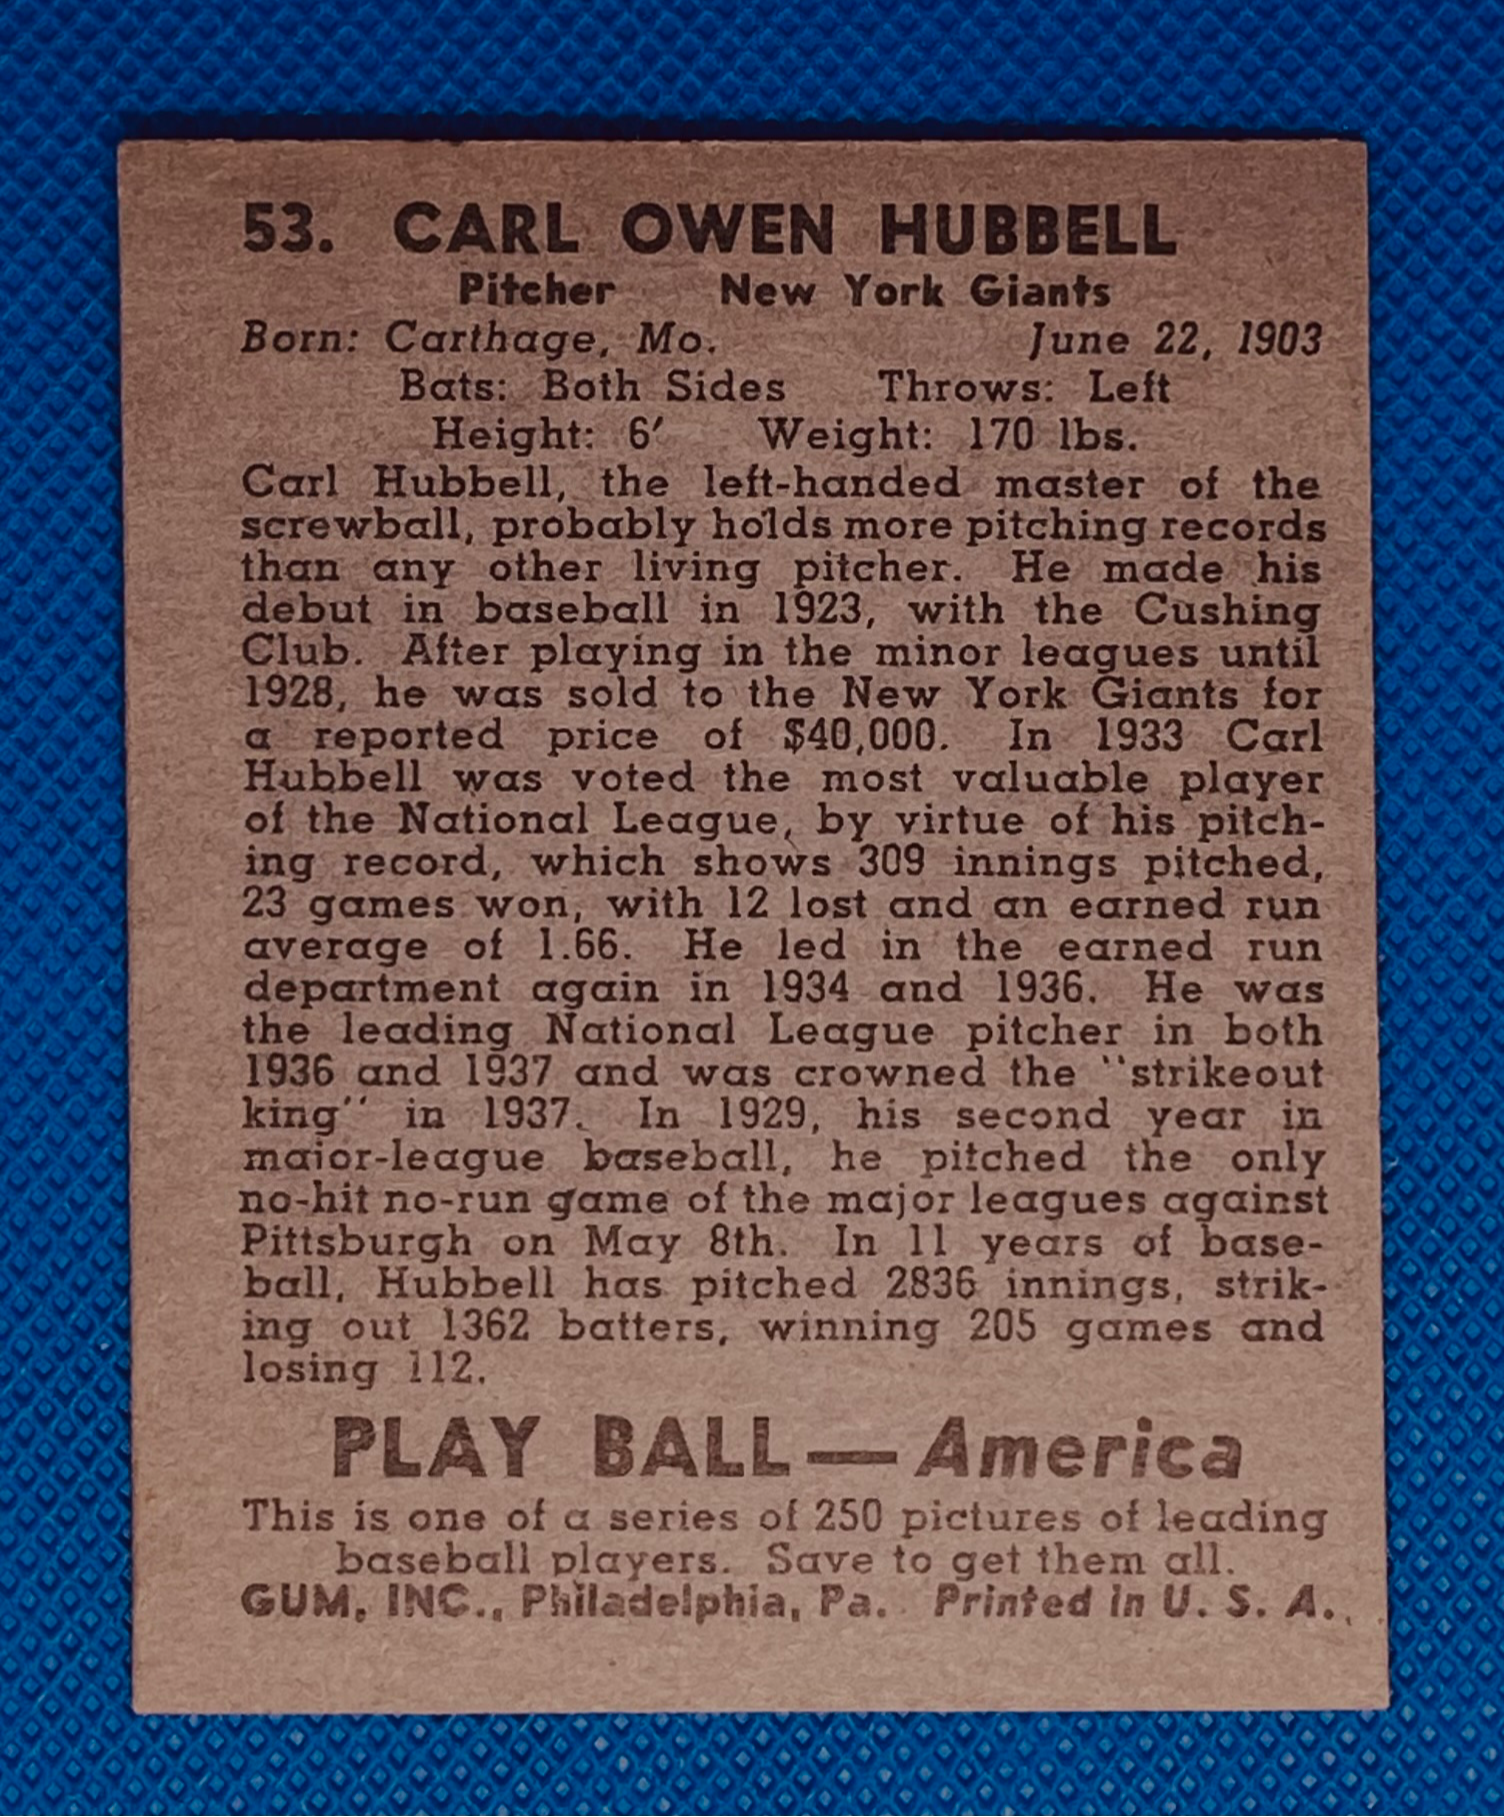 53. CARL OWEN HUBBELL
Pitcher New York Giants
Born: Carthage, Mo. June 22, 1903
Bats: Both Sides Throws: Left
Height: 6′ Weight: 170 lbs.
Carl Hubbell, the left-handed master of the
screwball, probably holds more pitching records
than any other living pitcher. He made his
debut in baseball in 1923, with the Cushing
Club. After playing in the minor leagues until
1928, he was sold to the New York Giants for
a reported price of $40,000. In 1933 Carl
Hubbell was voted the most valuable player
of the National League, by virtue of his pitch-
ing record, which shows 309 innings pitched,
23 games won, with 12 lost and an earned run
average of 1.66. He led in the earned run
department again in 1934 and 1936. He was
the leading National League pitcher in both
1936 and 1937 and was crowned the "strikeout
king" in 1937. In 1929, his second year in
major-league baseball, he pitched the only
no-hit no-run game of the major leagues against
Pittsburgh on May 8th. In 11 years of base-
ball, Hubbell has pitched 2836 innings, strik-
ing out 1362 batters, winning 205 games and
losing 112.
PLAY BALL — America
This is one of a series of 250 pictures of leading
baseball players. Save to get them all.
GUM, INC., Philadelphia, Pa. Printed in U. S. A.